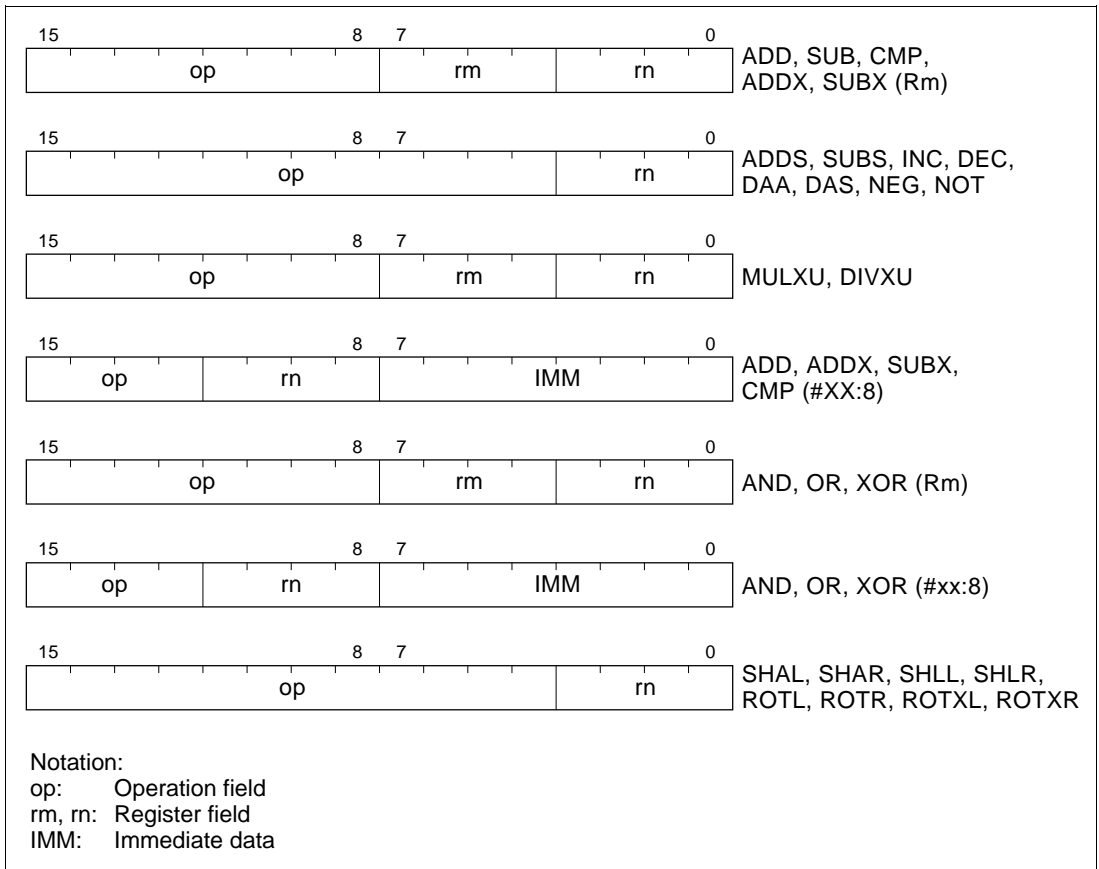 15 8 7 0
op rm rn
ADD, SUB, CMP,
ADDX, SUBX (Rm)
15 8 7 0
op rn
ADDS, SUBS, INC, DEC,
DAA, DAS, NEG, NOT
15 8 7 0
op rm rn
MULXU, DIVXU
15 8 7 0
op rn IMM
ADD, ADDX, SUBX,
CMP (#XX:8)
15 8 7 0
op rm rn
AND, OR, XOR (Rm)
15 8 7 0
op rn IMM
AND, OR, XOR (#xx:8)
15 8 7 0
op rn
SHAL, SHAR, SHLL, SHLR,
ROTL, ROTR, ROTXL, ROTXR
Notation:
op: Operation field
rm, rn: Register field
IMM: Immediate data